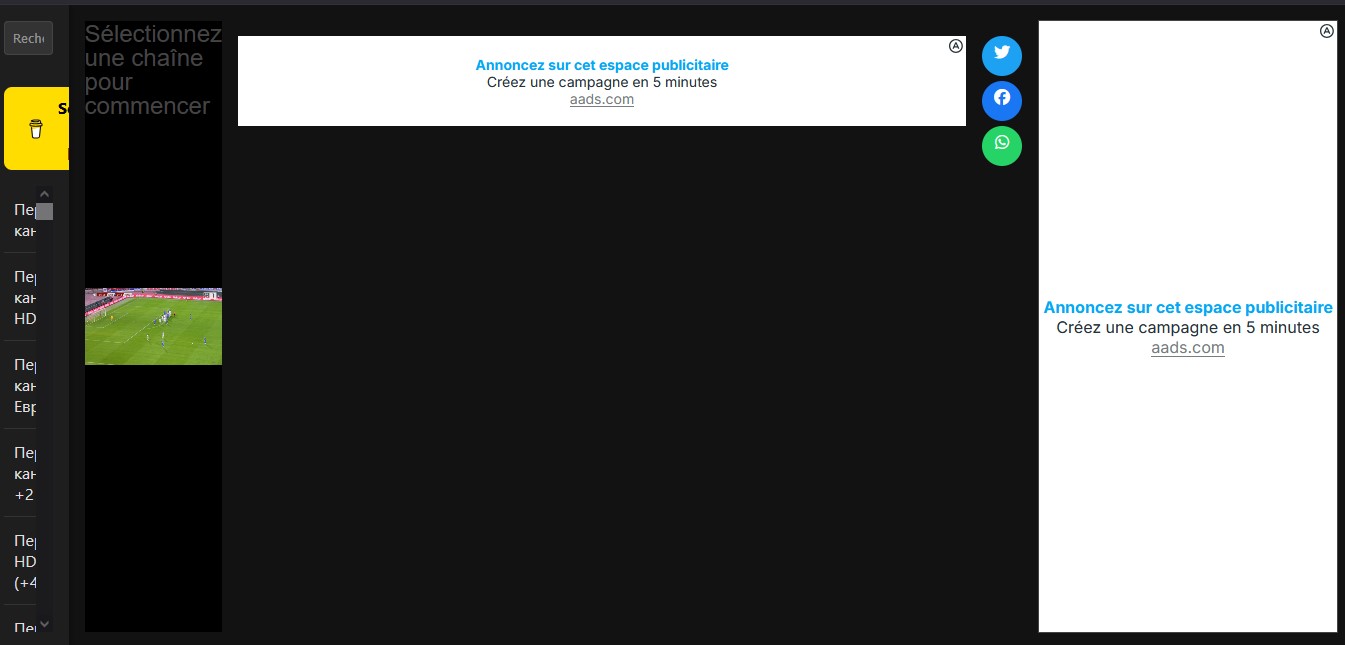 Reche
Sélectionnez
une chaîne
pour
commencer
Annoncez sur cet espace publicitaire
Créez une campagne en 5 minutes
aads.com
Annoncez sur cet espace publicitaire
Créez une campagne en 5 minutes
aads.com
Пер
кан
Пер
кан
HD
Пер
кан
Евр
Пер
кан
+2
Пер
HD
(+4
Пер